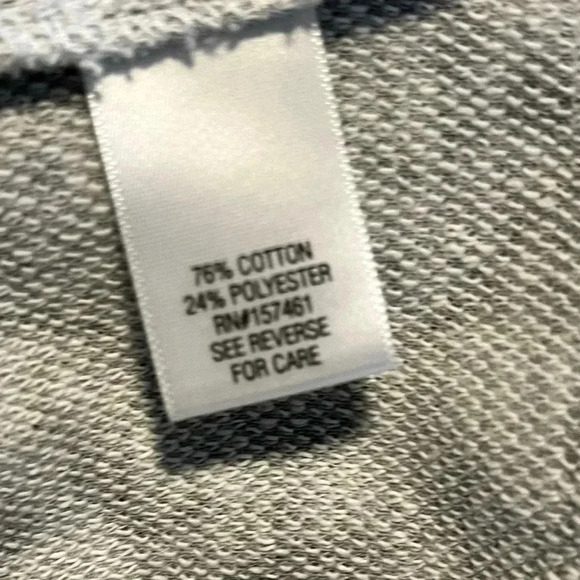 76% COTTON
24% POLYESTER
RN#157461
SEE REVERSE
FOR CARE